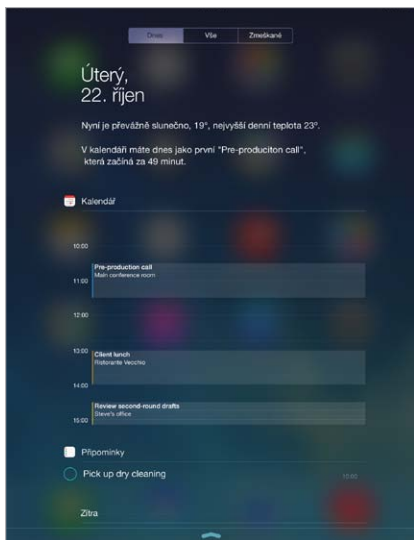 Dnes Vše Zmeškané
Úterý,
22. říjen
Nyní je převážně slunečno, 19°, nejvyšší denní teplota 23°.
V kalendáři máte dnes jako první "Pre-produciton call",
která začíná za 49 minut.
Kalendář
10:00
Pre-production call
Main conference room
11:00
12:00
13:00 Client lunch
Ristorante Vecchio
14:00
Review second-round drafts
Steve's office
15:00
Připomínky
Pick up dry cleaning 15:00
Zítra